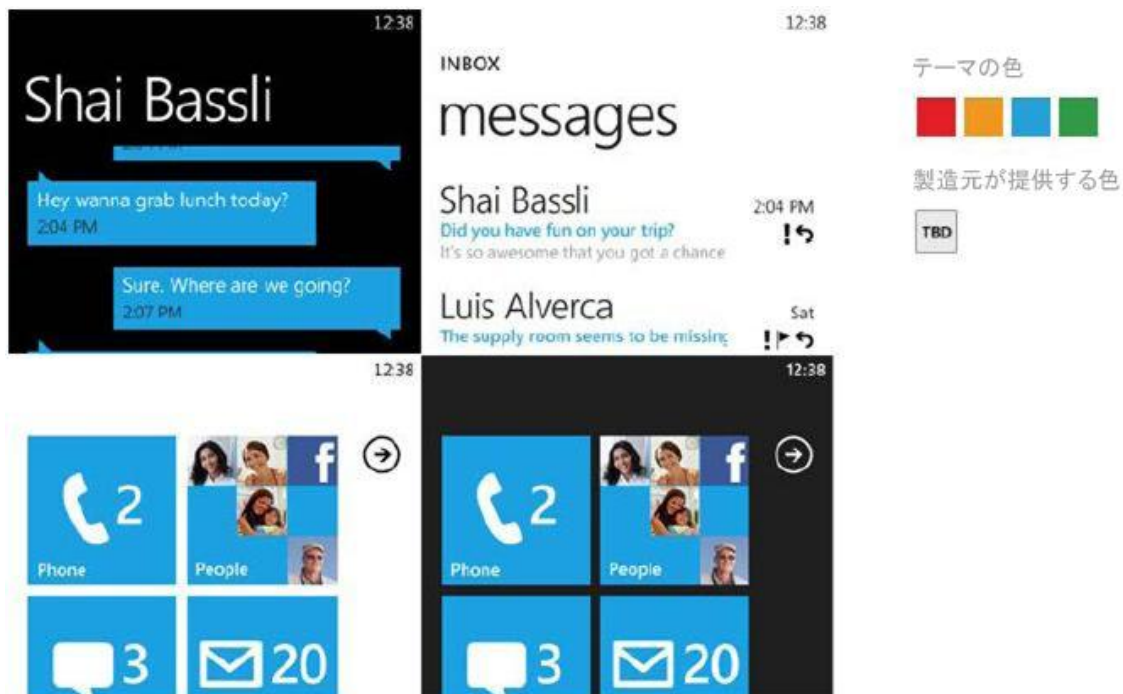 12:38
Shai Bassli
Hey wanna grab lunch today?
2:04 PM
Sure. Where are we going?
2:07 PM
12:38
INBOX
messages
Shai Bassli
2:04 PM
Did you have fun on your trip?
It's so awesome that you got a chance
Luis Alverca
Sat
The supply room seems to be missing
テーマの色
製造元が提供する色
TBD
12:38
2
Phone
f
People
3
20
12:38
2
Phone
f
People
3
20